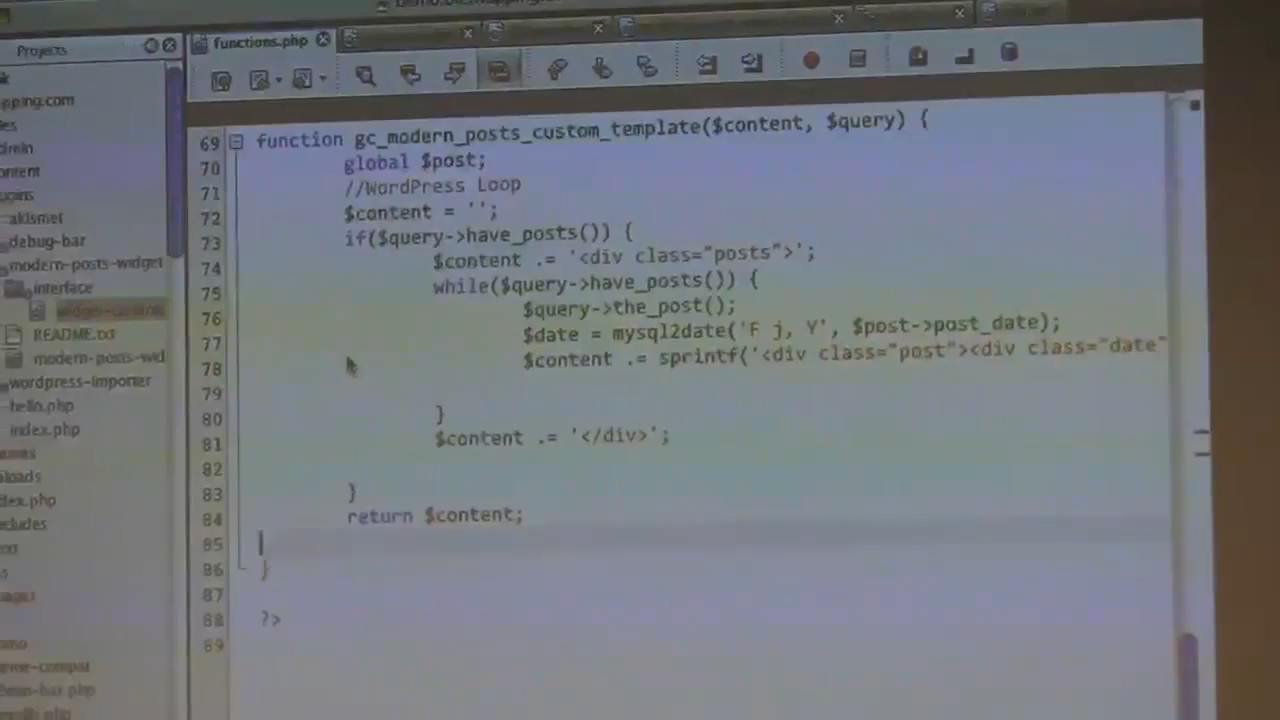 Projects
functions.php
pping.com
akismet
debug-bar
modern-posts-widget
interface
README.txt
modern-posts-wid
wordpress-importer
hello.php
index.php
69 function gc_modern_posts_custom_template($content, $query) {
70 global $post;
71 //WordPress Loop
72 $content = '';
73 if($query->have_posts()) {
74 $content .= '<div class="posts">';
75 while($query->have_posts()) {
76 $query->the_post();
77 $date = mysql2date('F j, Y', $post->post_date);
78 $content .= sprintf('<div class="post"><div class="date"
79
80 }
81 $content .= '</div>';
82
83 }
84 return $content;
85
86 }
87
88 ?>
89